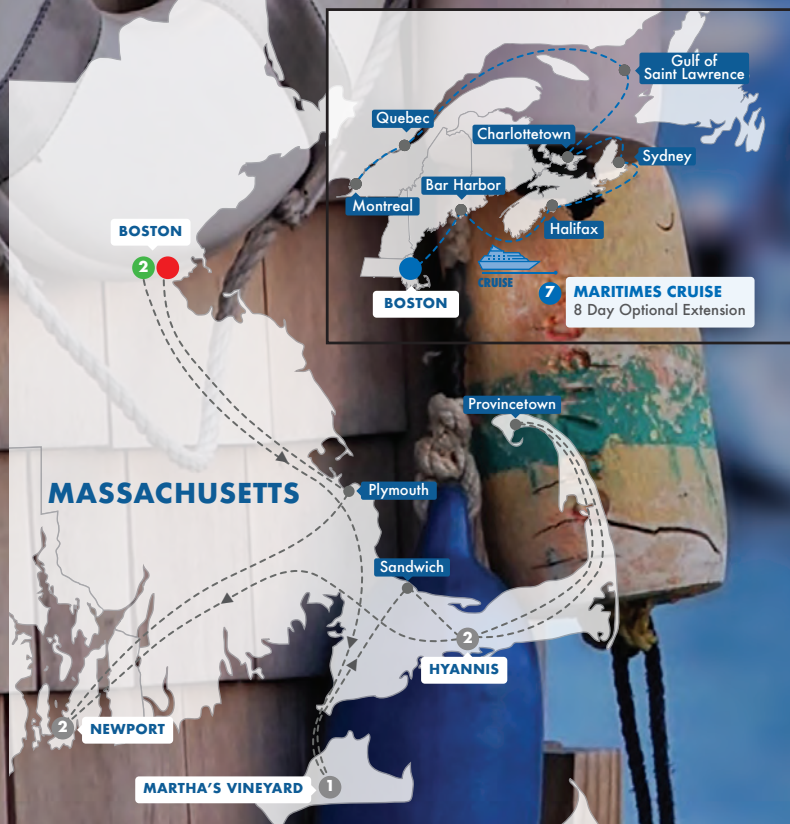 Gulf of
Saint Lawrence
Quebec
Charlottetown
Sydney
Bar Harbor
Montreal
Halifax
BOSTON
2
CRUISE
7 MARITIMES CRUISE
8 Day Optional Extension
BOSTON
Provincetown
MASSACHUSETTS
Plymouth
Sandwich
2
HYANNIS
2 NEWPORT
MARTHA'S VINEYARD 1